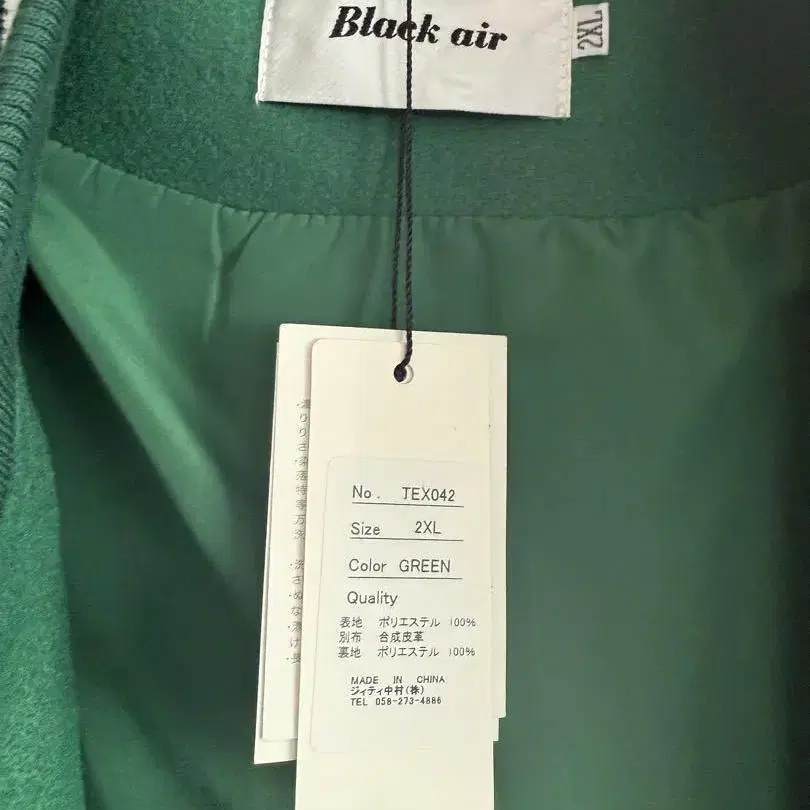 Black air
2XL
No. TEX042
Size 2XL
Color GREEN
Quality
表地 ポリエステル 100%
別布 合成皮革
裏地 ポリエステル 100%
MADE IN CHINA
ジィティ中村(株)
TEL 058-273-4886